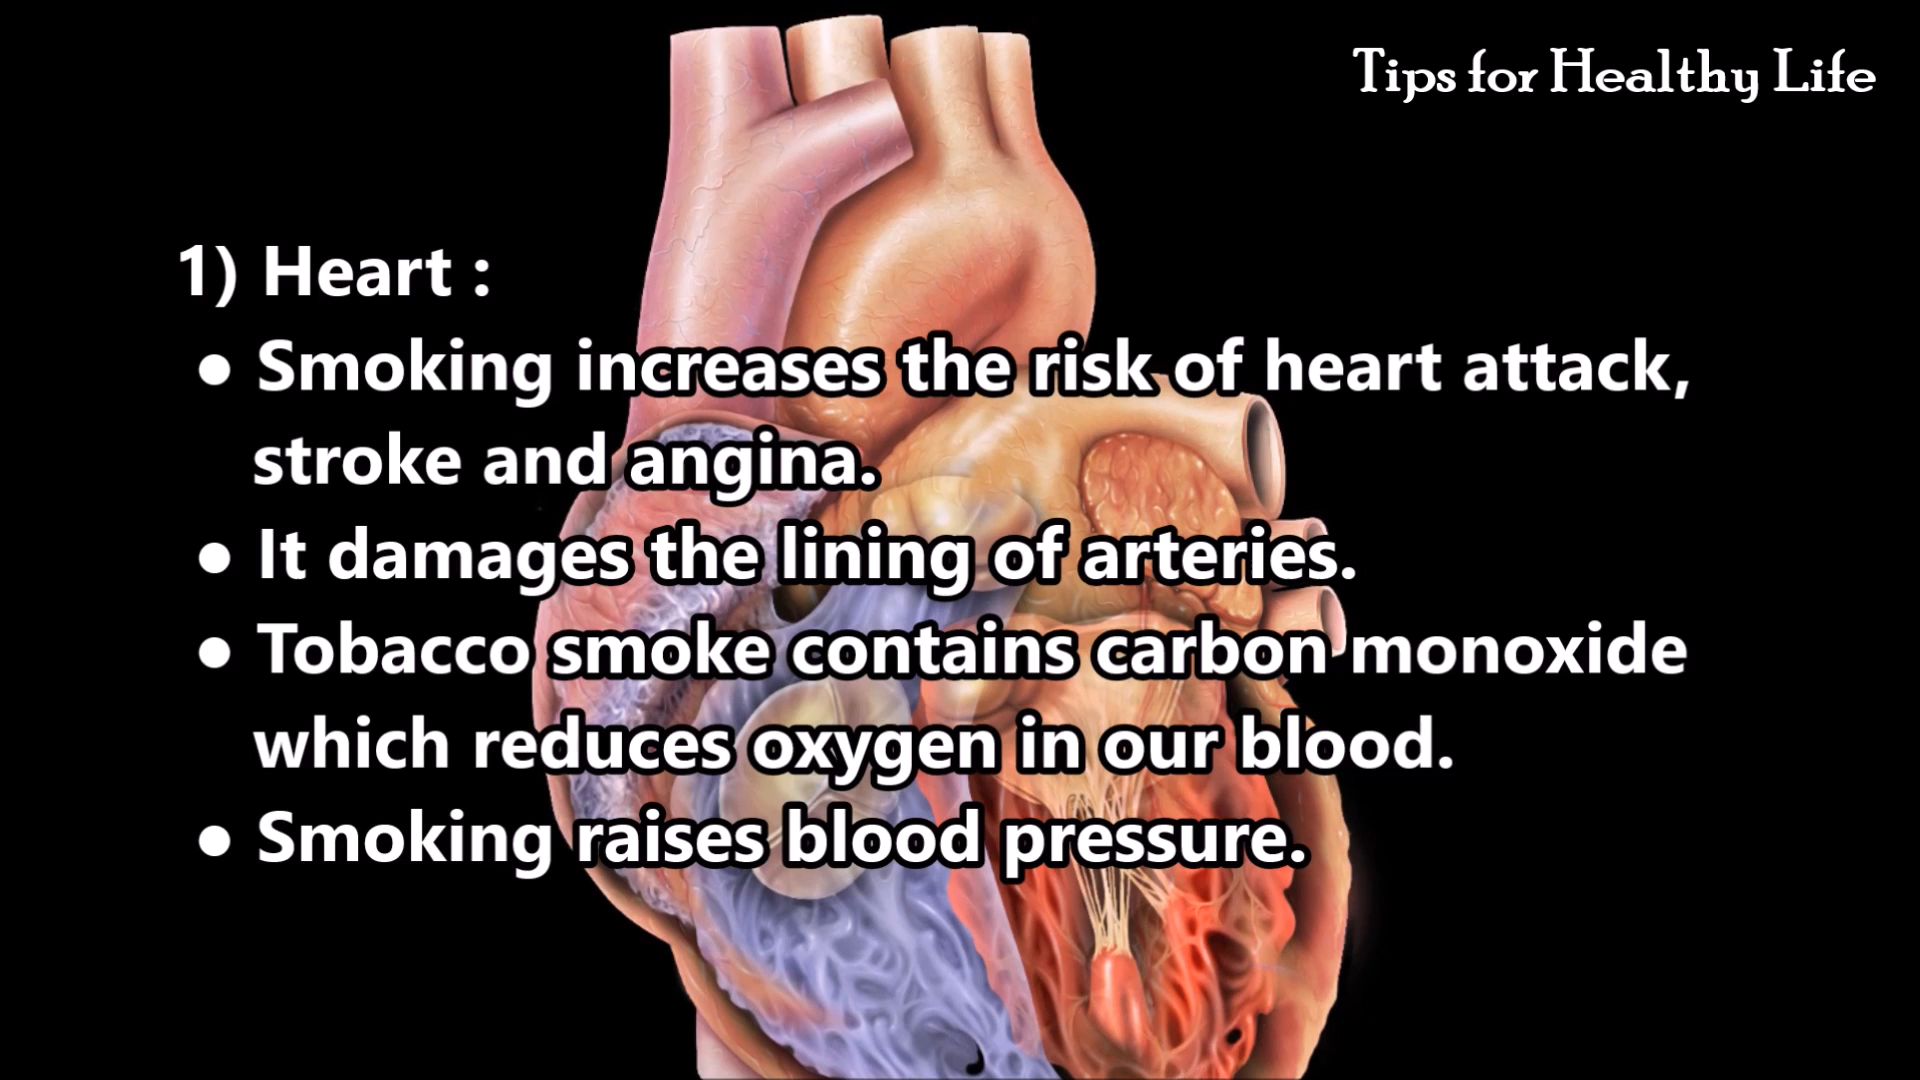 Tips for Healthy Life
1) Heart :
● Smoking increases the risk of heart attack,
stroke and angina.
● It damages the lining of arteries.
● Tobacco smoke contains carbon monoxide
which reduces oxygen in our blood.
● Smoking raises blood pressure.